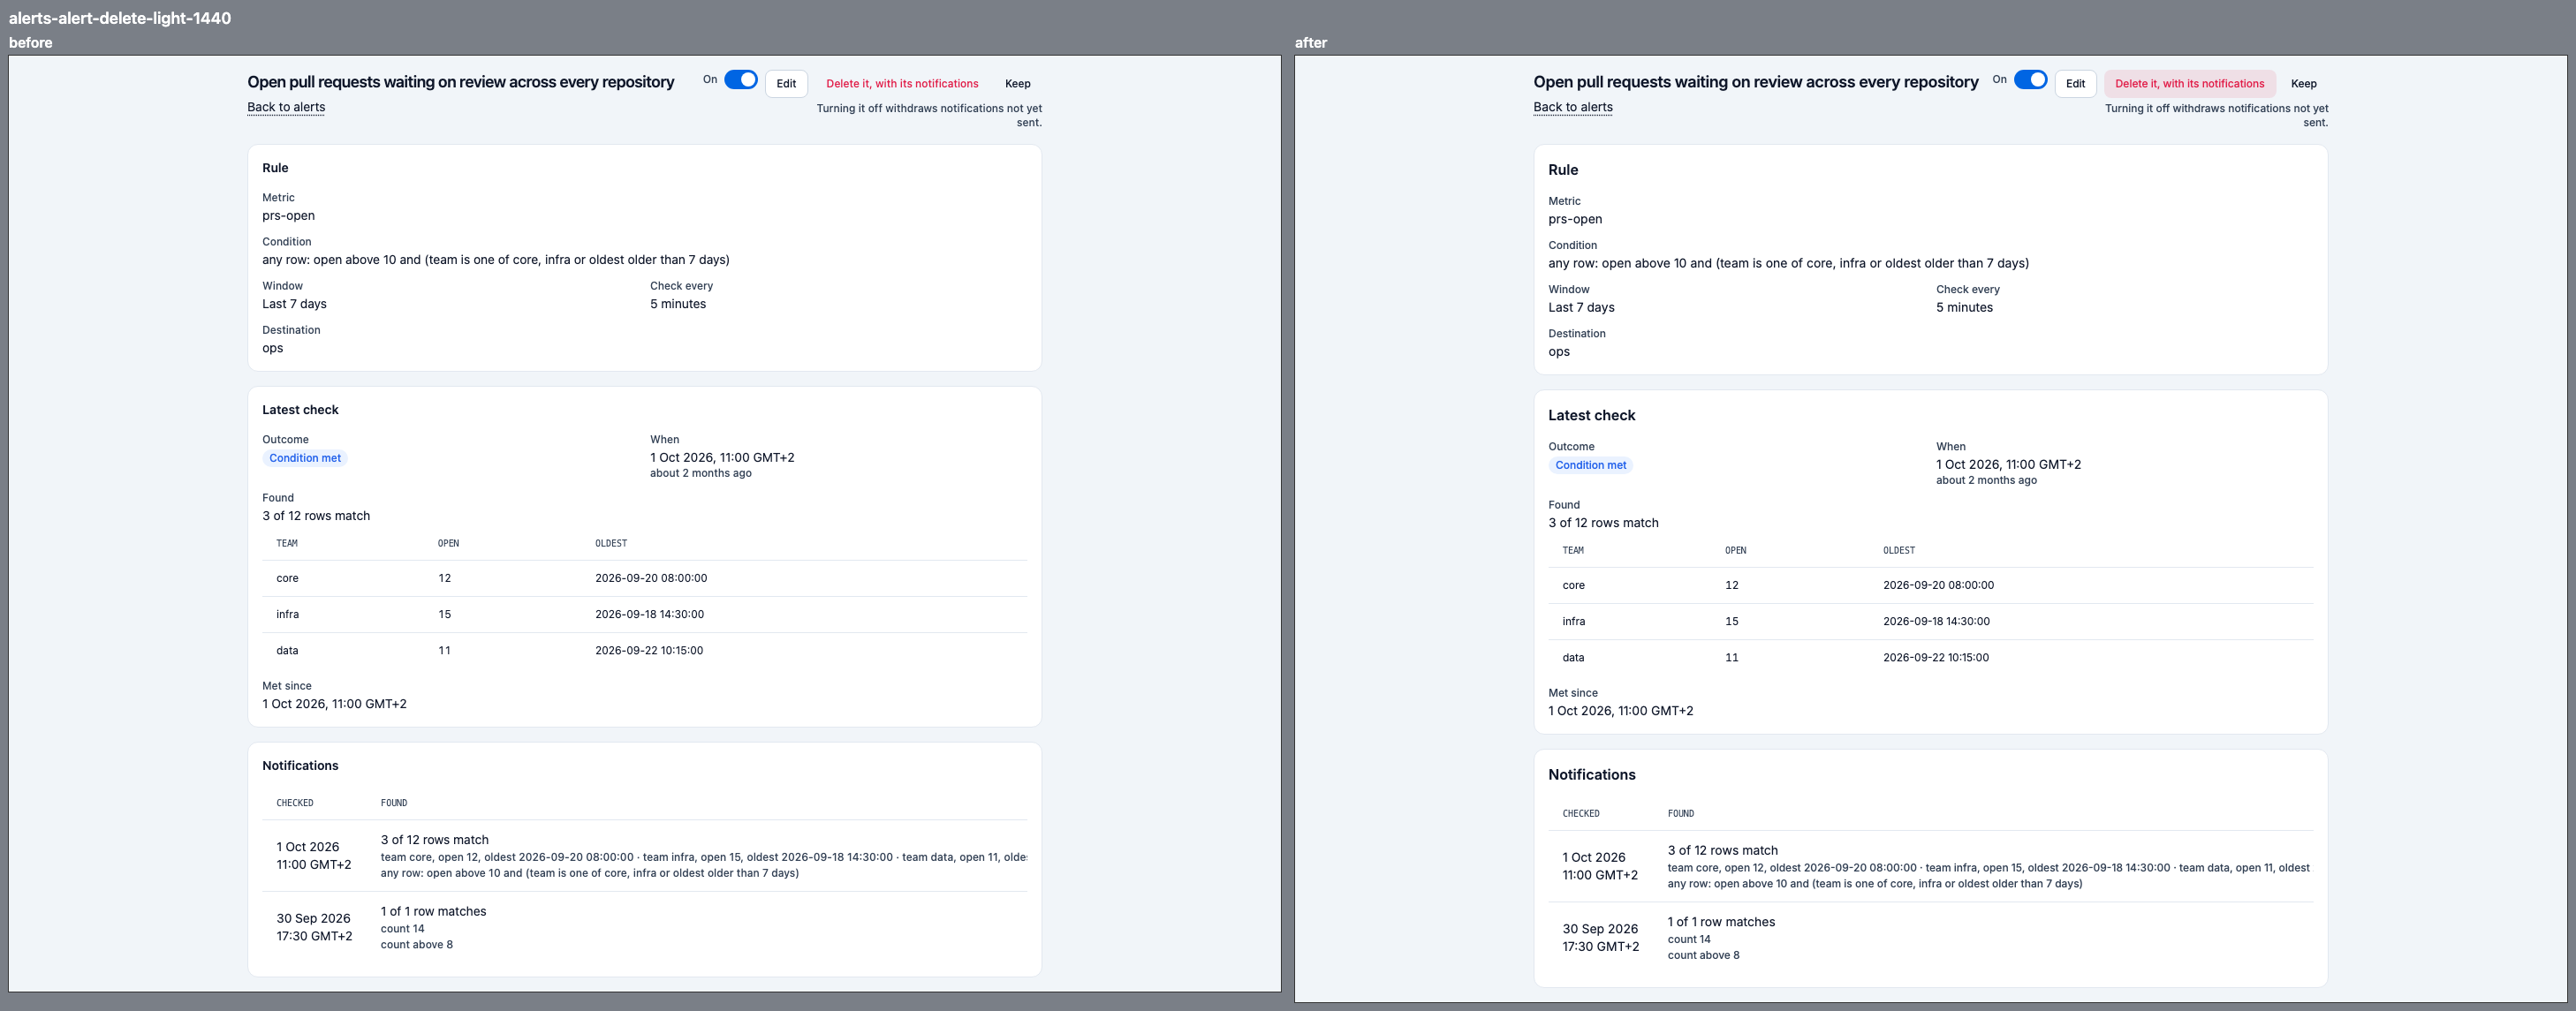 alerts-alert-delete-light-1440
before
Open pull requests waiting on review across every repository
On
Edit
Delete it, with its notifications
Keep
Back to alerts
Turning it off withdraws notifications not yet
sent.
Rule
Metric
prs-open
Condition
any row: open above 10 and (team is one of core, infra or oldest older than 7 days)
Window
Check every
Last 7 days
5 minutes
Destination
ops
Latest check
Outcome
When
Condition met
1 Oct 2026, 11:00 GMT+2
about 2 months ago
Found
3 of 12 rows match
TEAM OPEN OLDEST
core 12 2026-09-20 08:00:00
infra 15 2026-09-18 14:30:00
data 11 2026-09-22 10:15:00
Met since
1 Oct 2026, 11:00 GMT+2
Notifications
CHECKED FOUND
1 Oct 2026
11:00 GMT+2
3 of 12 rows match
team core, open 12, oldest 2026-09-20 08:00:00 · team infra, open 15, oldest 2026-09-18 14:30:00 · team data, open 11, oldes
any row: open above 10 and (team is one of core, infra or oldest older than 7 days)
30 Sep 2026
17:30 GMT+2
1 of 1 row matches
count 14
count above 8
after
Open pull requests waiting on review across every repository
On
Edit
Delete it, with its notifications
Keep
Back to alerts
Turning it off withdraws notifications not yet
sent.
Rule
Metric
prs-open
Condition
any row: open above 10 and (team is one of core, infra or oldest older than 7 days)
Window
Check every
Last 7 days
5 minutes
Destination
ops
Latest check
Outcome
When
Condition met
1 Oct 2026, 11:00 GMT+2
about 2 months ago
Found
3 of 12 rows match
TEAM OPEN OLDEST
core 12 2026-09-20 08:00:00
infra 15 2026-09-18 14:30:00
data 11 2026-09-22 10:15:00
Met since
1 Oct 2026, 11:00 GMT+2
Notifications
CHECKED FOUND
1 Oct 2026
11:00 GMT+2
3 of 12 rows match
team core, open 12, oldest 2026-09-20 08:00:00 · team infra, open 15, oldest 2026-09-18 14:30:00 · team data, open 11, oldest
any row: open above 10 and (team is one of core, infra or oldest older than 7 days)
30 Sep 2026
17:30 GMT+2
1 of 1 row matches
count 14
count above 8